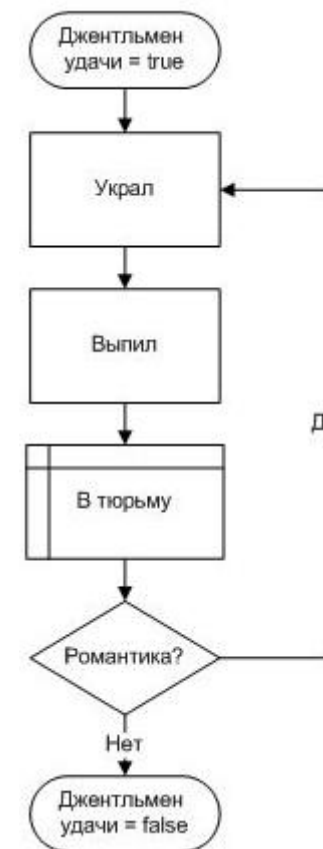 Джентльмен
удачи = true
Украл
Выпил
В тюрьму
Романтика?
Нет
Джентльмен
удачи = false